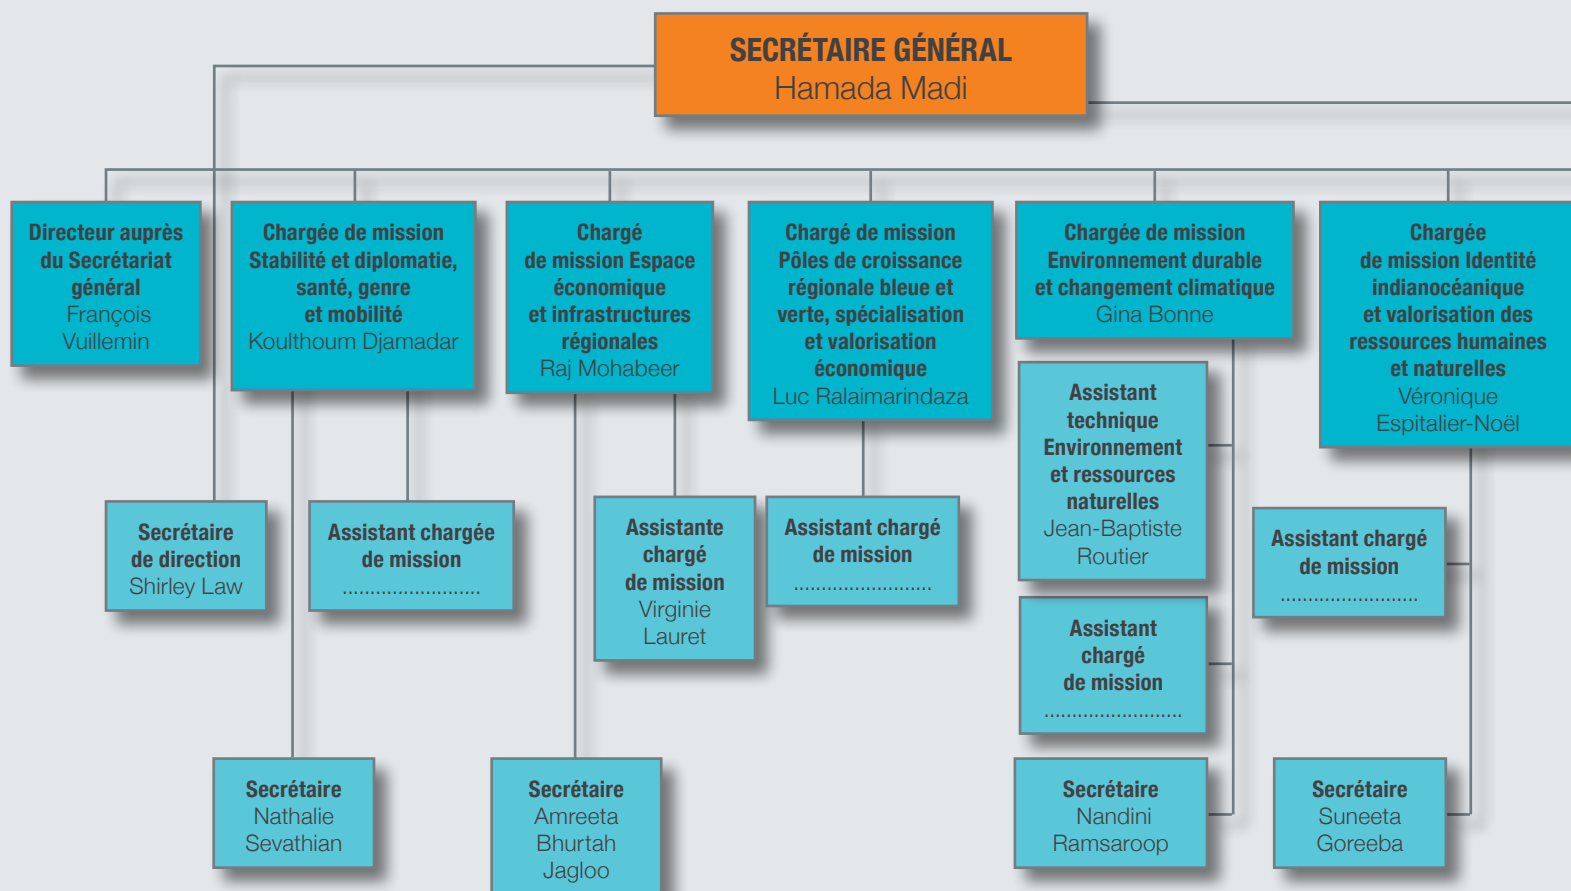 SECRÉTAIRE GÉNÉRAL
Hamada Madi
Directeur auprès
du Secrétariat
général
François
Vuillemin
Chargée de mission
Stabilité et diplomatie,
santé, genre
et mobilité
Koulthoum Djamadar
Chargé
de mission Espace
économique
et infrastructures
régionales
Raj Mohabeer
Chargé de mission
Pôles de croissance
régionale bleue et
verte, spécialisation
et valorisation
économique
Luc Ralaimarindaza
Chargée de mission
Environnement durable
et changement climatique
Gina Bonne
Chargée
de mission Identité
indianocéanique
et valorisation des
ressources humaines
et naturelles
Véronique
Espitalier-Noël
Secrétaire
de direction
Shirley Law
Assistant chargée
de mission
.........................
Assistante
chargé
de mission
Virginie
Lauret
Assistant chargé
de mission
.........................
Assistant
technique
Environnement
et ressources
naturelles
Jean-Baptiste
Routier
Assistant chargé
de mission
.........................
Assistant
chargé
de mission
.........................
Secrétaire
Nathalie
Sevathian
Secrétaire
Amreeta
Bhurtah
Jagloo
Secrétaire
Nandini
Ramsaroop
Secrétaire
Suneeta
Goreeba